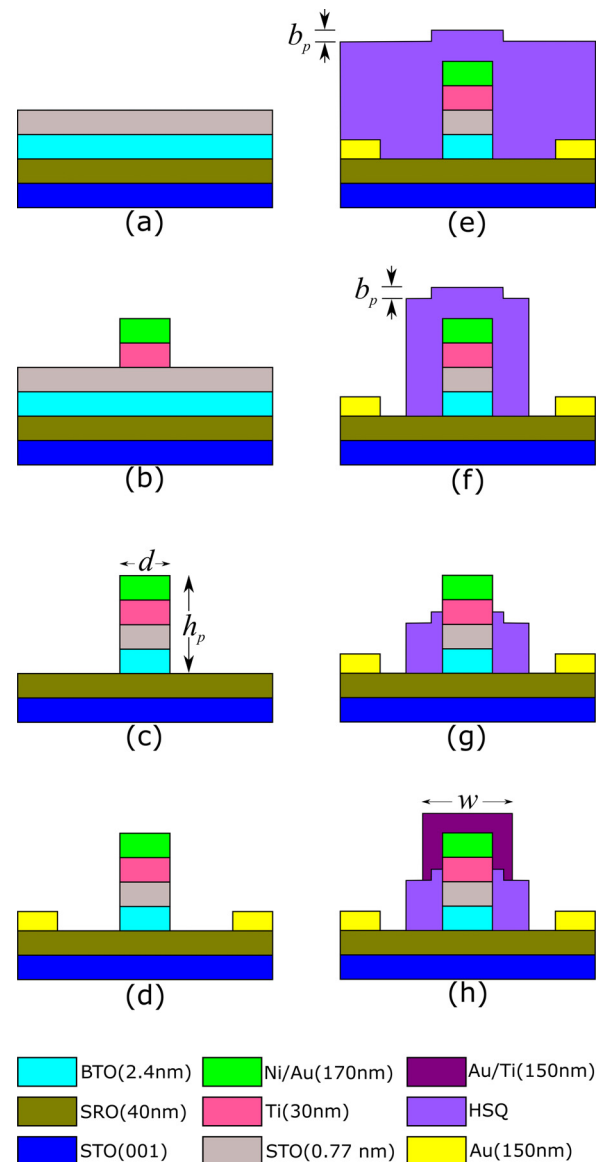 (a)
(b)
d
h_p
(c)
(d)
b_p
(e)
b_p
(f)
(g)
w
(h)
BTO(2.4nm) Ni/Au(170nm) Au/Ti(150nm)
SRO(40nm) Ti(30nm) HSQ
STO(001) STO(0.77 nm) Au(150nm)